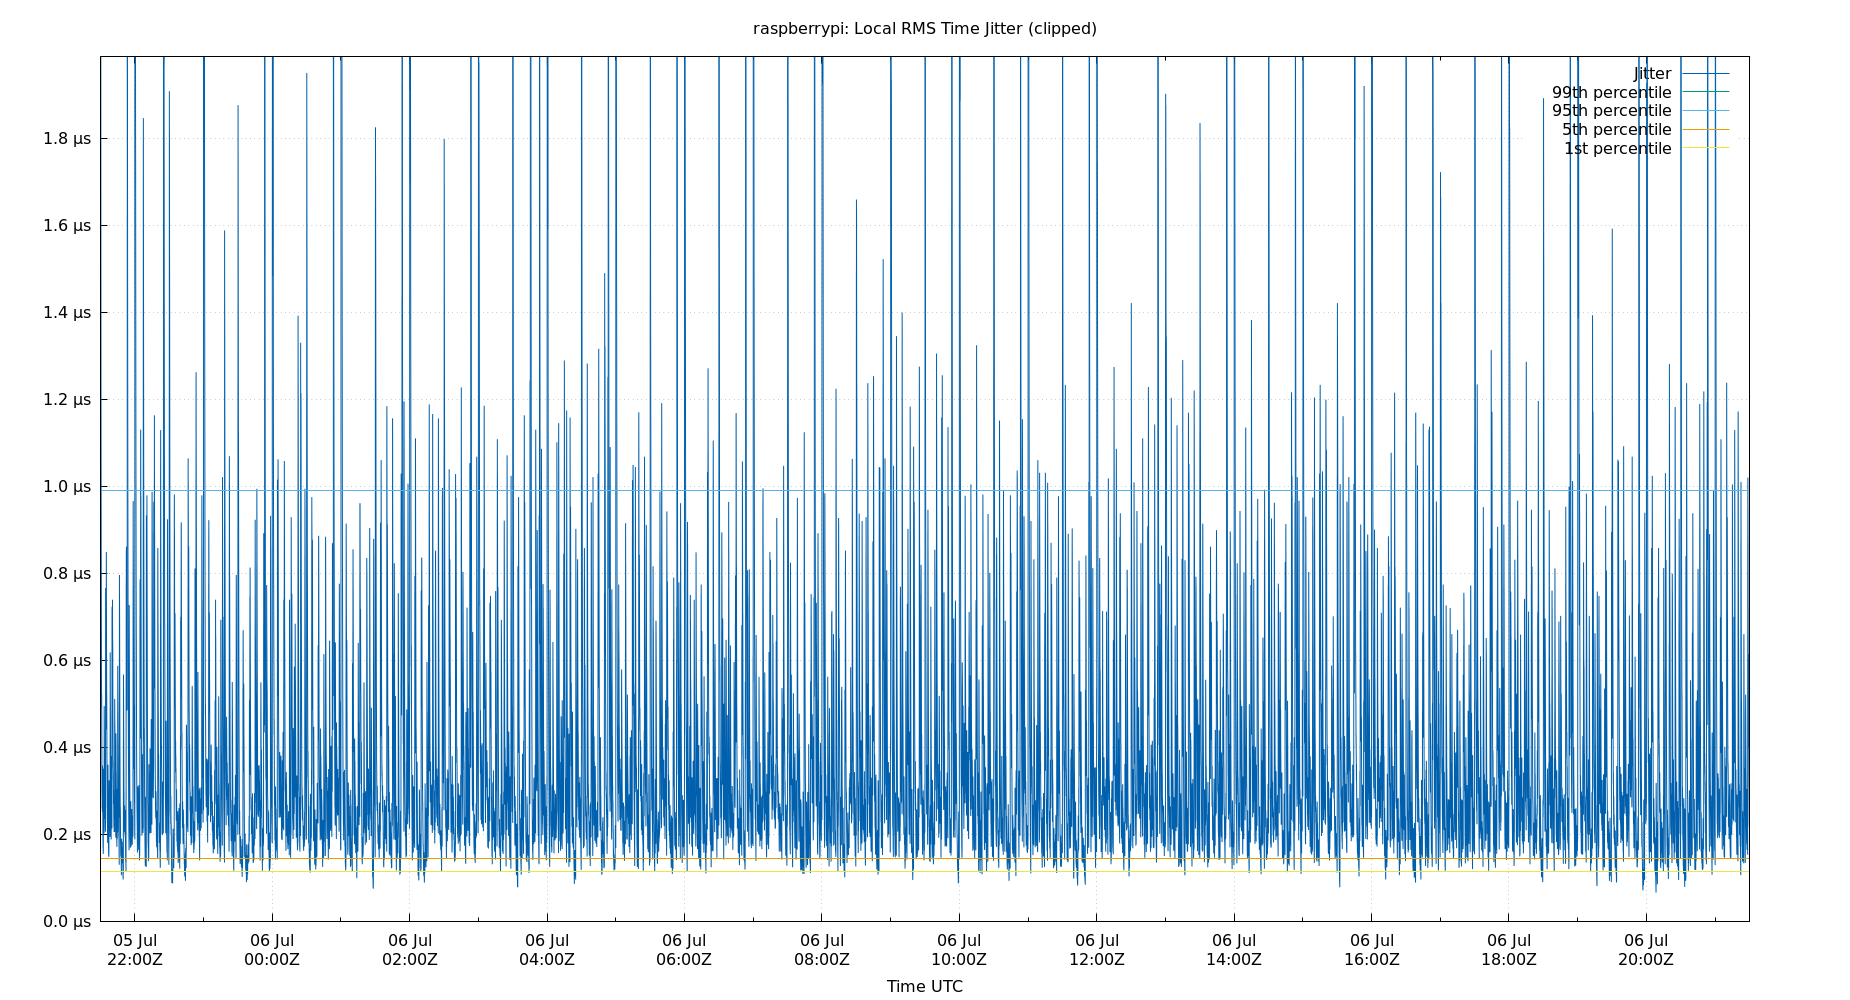 raspberrypi: Local RMS Time Jitter (clipped)
Jitter
99th percentile
95th percentile
5th percentile
1st percentile
1.8 µs
1.6 µs
1.4 µs
1.2 µs
1.0 µs
0.8 µs
0.6 µs
0.4 µs
0.2 µs
0.0 µs
05 Jul 06 Jul 06 Jul 06 Jul 06 Jul 06 Jul 06 Jul 06 Jul 06 Jul 06 Jul 06 Jul 06 Jul
22:00Z 00:00Z 02:00Z 04:00Z 06:00Z 08:00Z 10:00Z 12:00Z 14:00Z 16:00Z 18:00Z 20:00Z
Time UTC